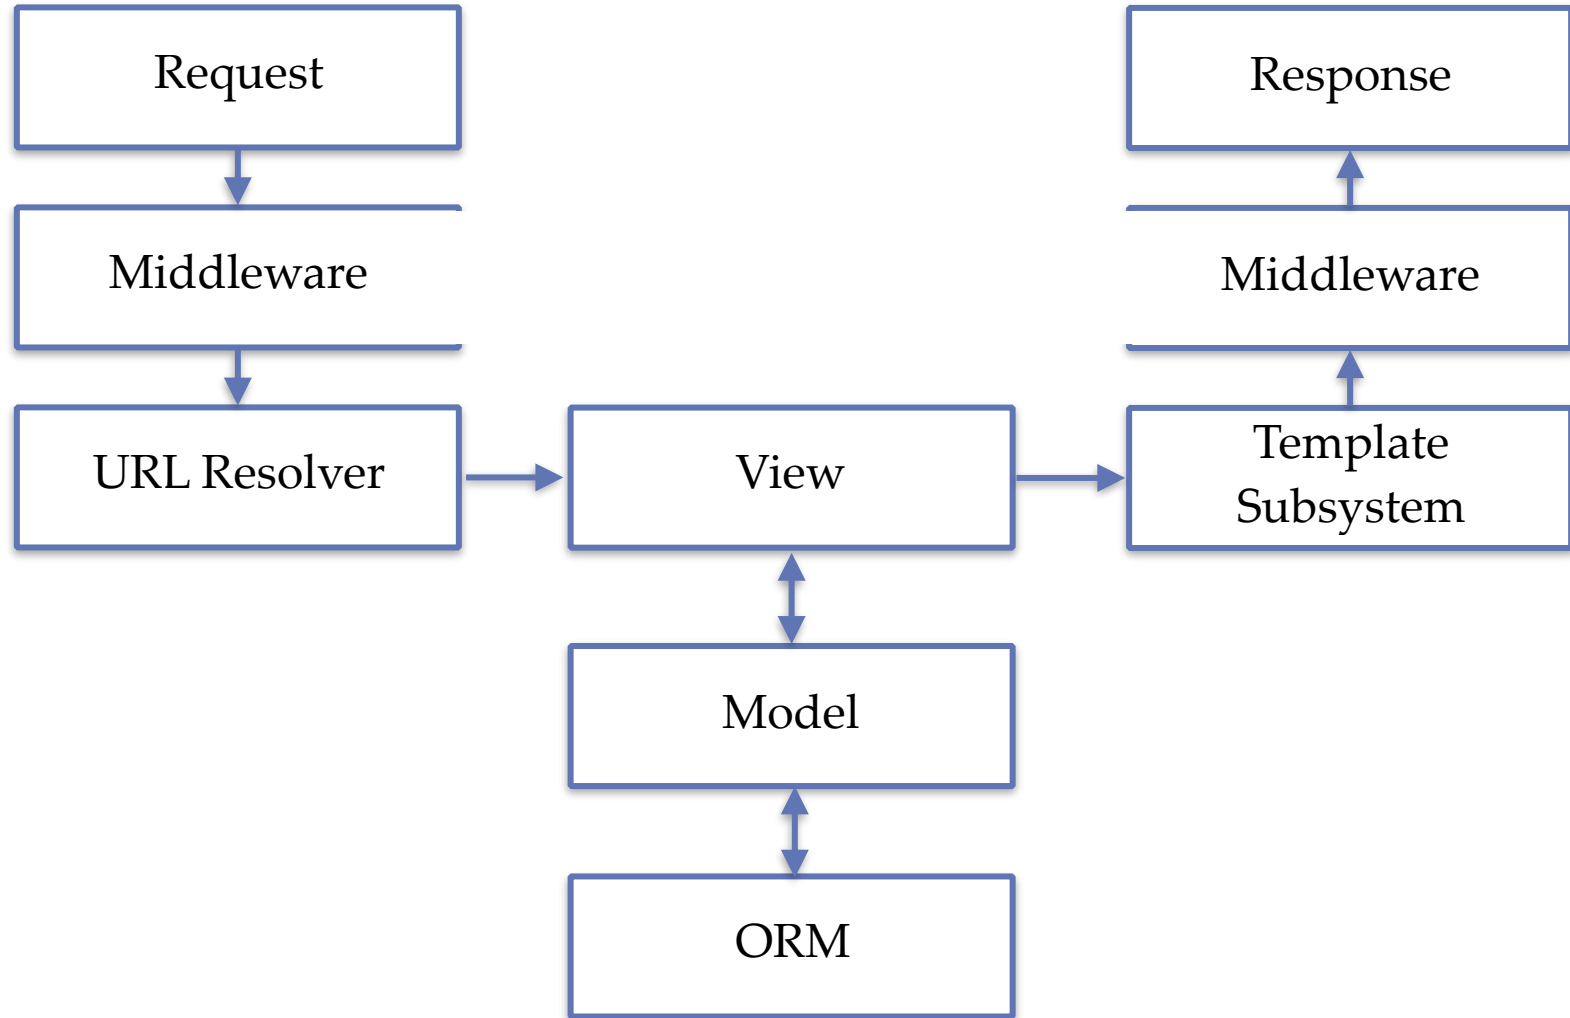 Request
Response
Middleware
Middleware
URL Resolver
View
Template
Subsystem
Model
ORM